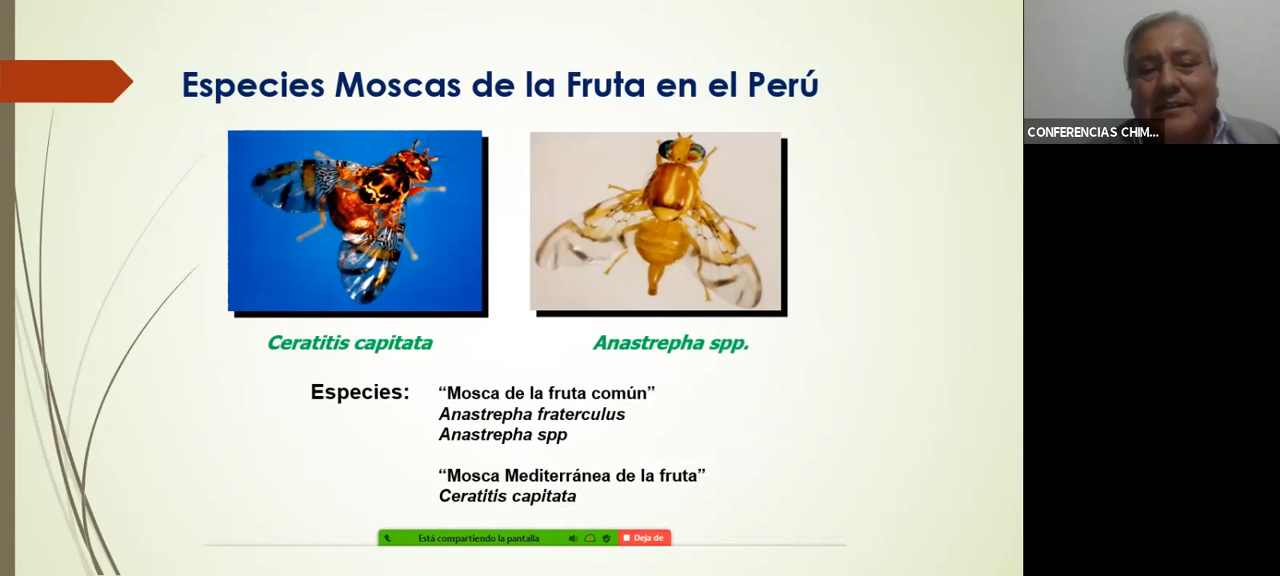 Especies Moscas de la Fruta en el Perú
CONFERENCIAS CHIM...
Ceratitis capitata
Anastrepha spp.
Especies:
“Mosca de la fruta común”
Anastrepha fraterculus
Anastrepha spp
“Mosca Mediterránea de la fruta”
Ceratitis capitata
Está compartiendo la pantalla
Deja de